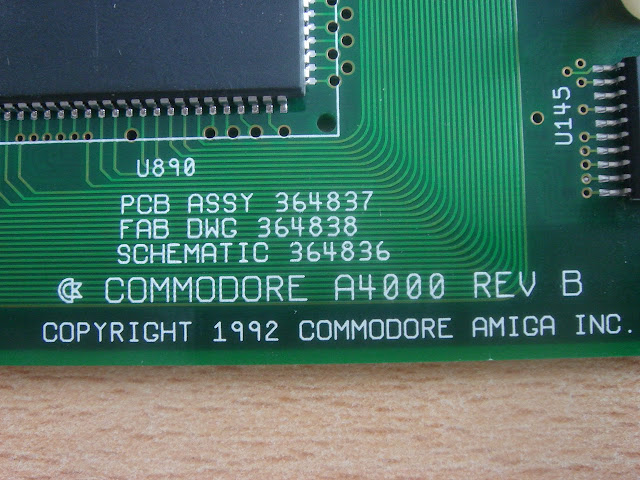 U145
U890
PCB ASSY 364837
FAB DWG 364838
SCHEMATIC 364836
COMMODORE A4000 REV B
COPYRIGHT 1992 COMMODORE AMIGA INC.